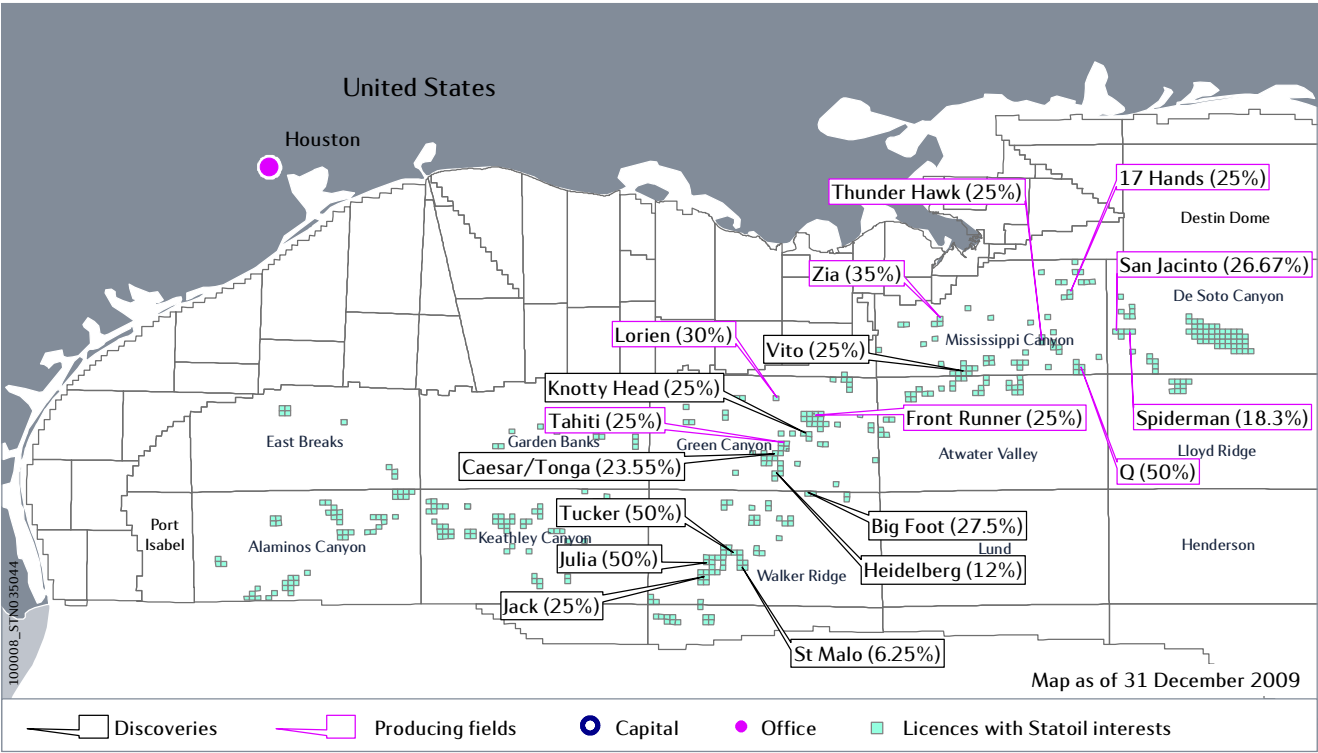 United States
Houston
Thunder Hawk (25%)
17 Hands (25%)
Destin Dome
Zia (35%)
San Jacinto (26.67%)
De Soto Canyon
Lorien (30%)
Vito (25%)
Mississippi Canyon
Knotty Head (25%)
Tahiti (25%)
Front Runner (25%)
Spiderman (18.3%)
East Breaks
Garden Banks
Green Canyon
Atwater Valley
Lloyd Ridge
Caesar/Tonga (23.55%)
Q (50%)
Tucker (50%)
Big Foot (27.5%)
Port
Isabel
Alaminos Canyon
Keathley Canyon
Lund
Henderson
Julia (50%)
Walker Ridge
Heidelberg (12%)
Jack (25%)
St Malo (6.25%)
100008_STN035044
Map as of 31 December 2009
Discoveries
Producing fields
Capital
Office
Licences with Statoil interests